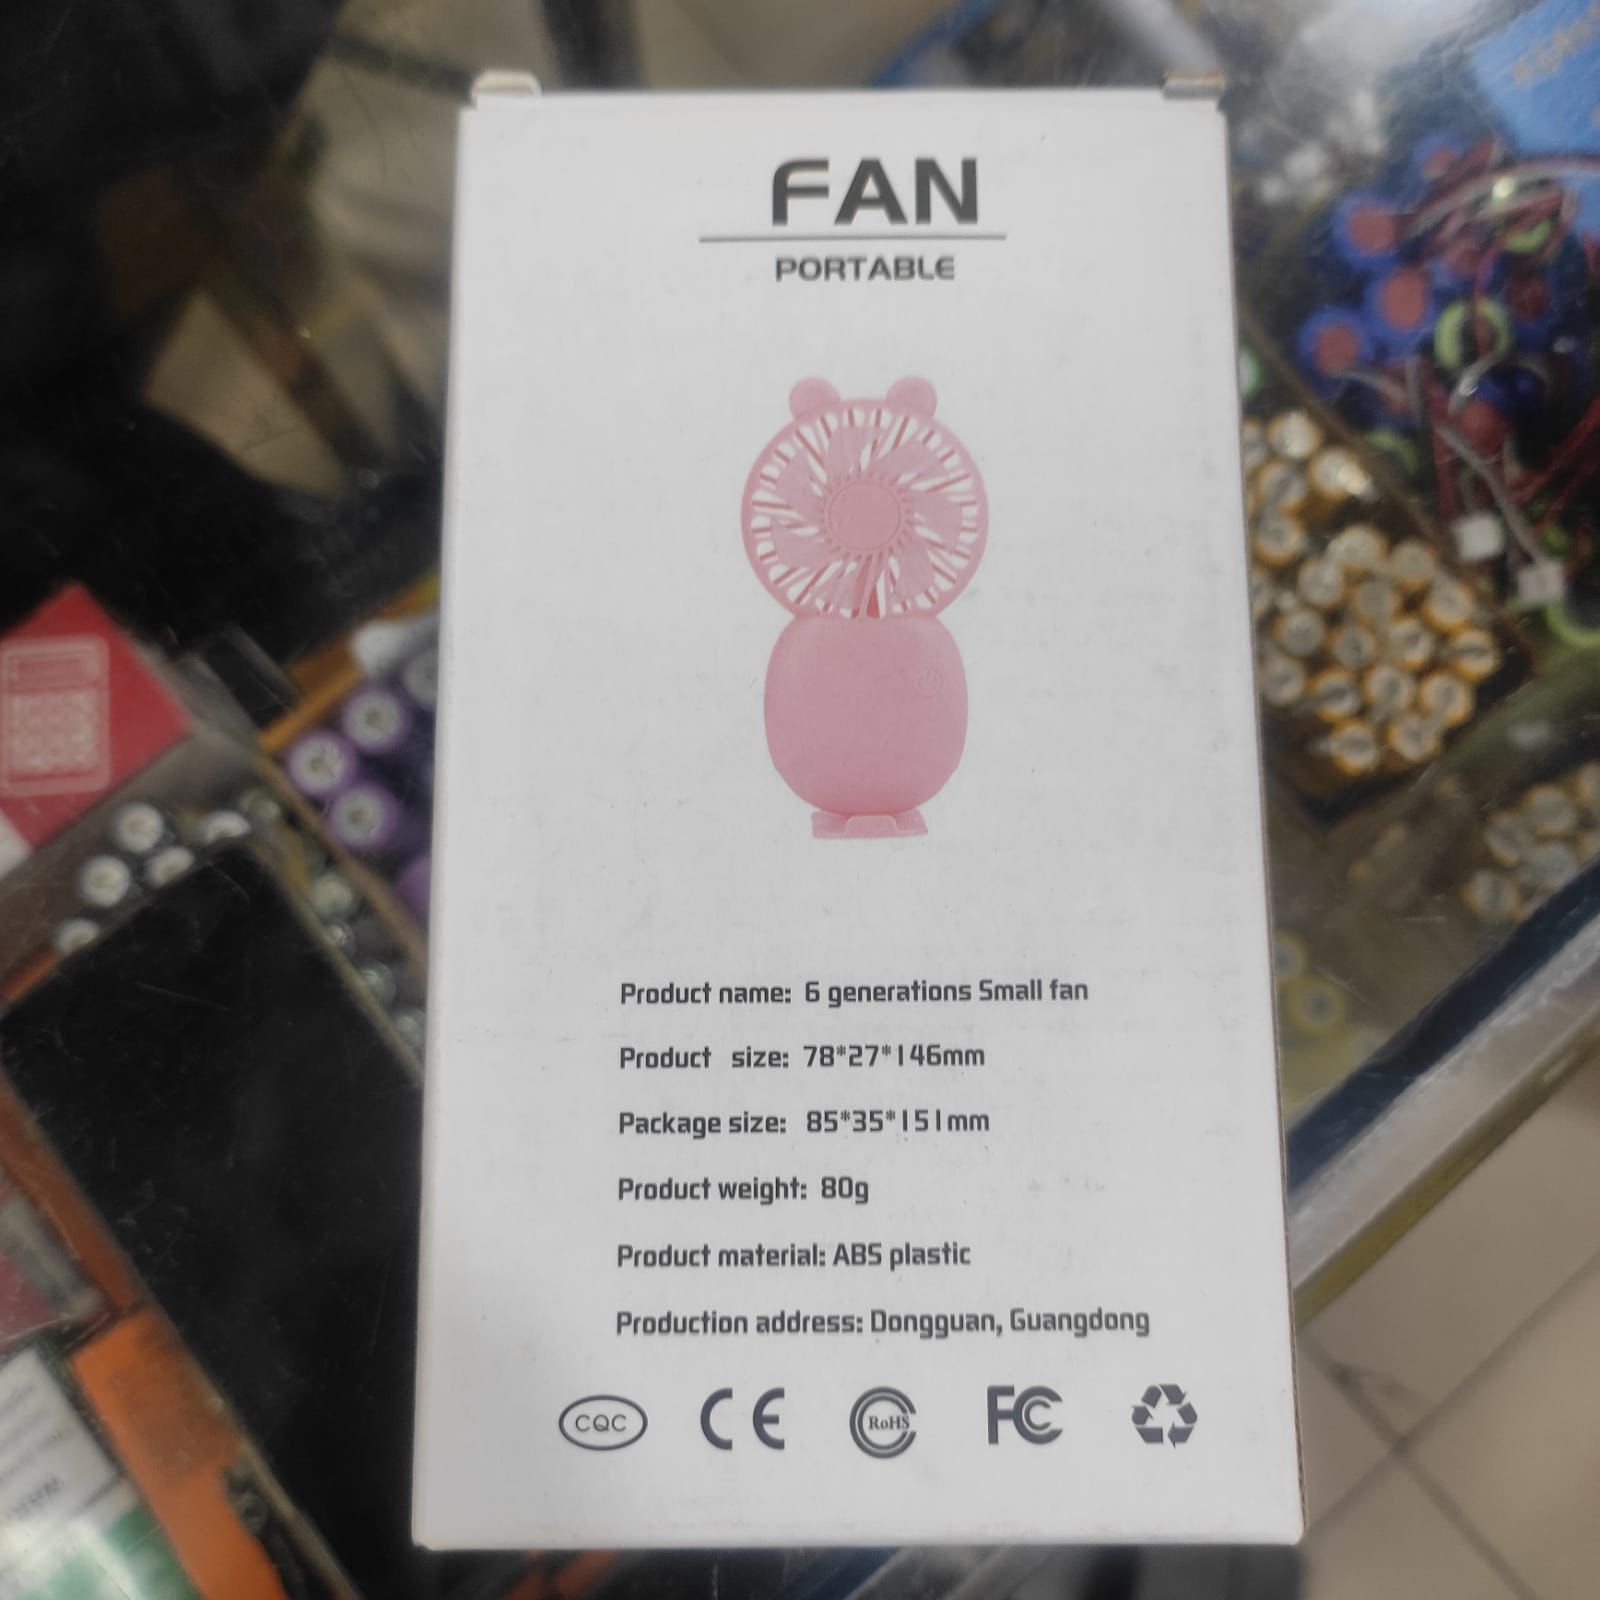 FAN
PORTABLE
Product name: 6 generations Small fan
Product size: 78*27*146mm
Package size: 85*35*151mm
Product weight: 80g
Product material: ABS plastic
Production address: Dongguan, Guangdong
CQC CE RoHS FC